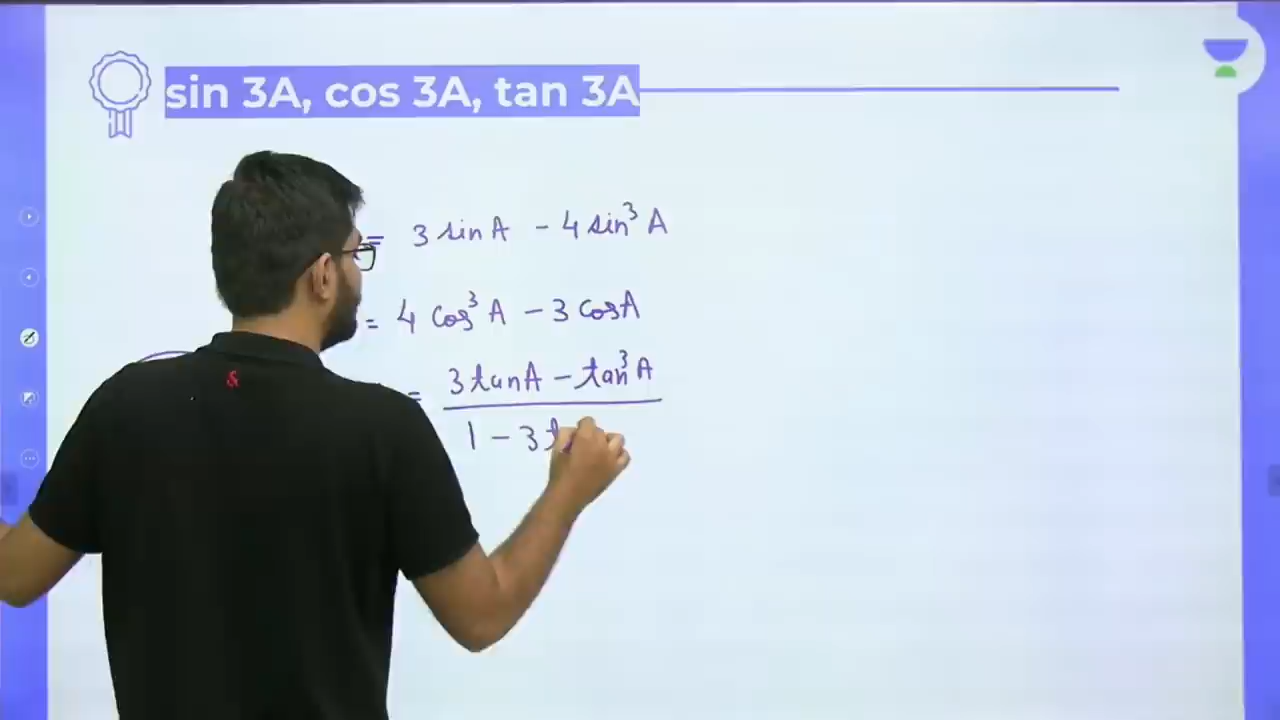 sin 3A, cos 3A, tan 3A
= 3 sin A - 4 sin³ A
= 4 cos³ A - 3 cos A
= 3 tan A - tan³ A
1 - 3